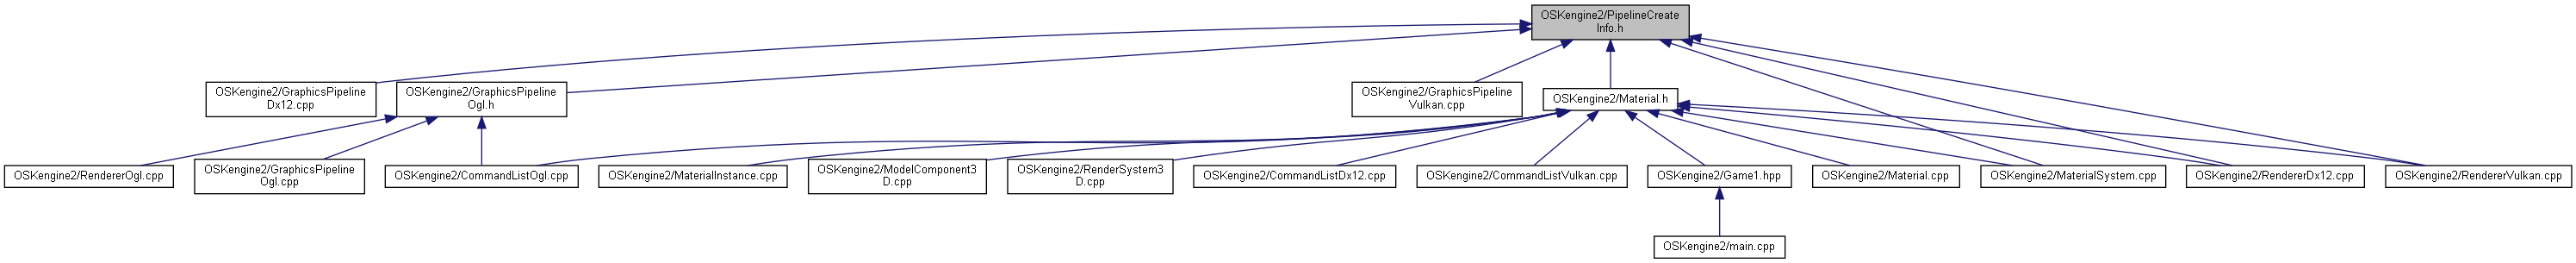 OSKengine2/PipelineCreate
Info.h
OSKengine2/GraphicsPipeline
Dx12.cpp
OSKengine2/GraphicsPipeline
Ogl.h
OSKengine2/GraphicsPipeline
Vulkan.cpp
OSKengine2/Material.h
OSKengine2/RendererOgl.cpp
OSKengine2/GraphicsPipeline
Ogl.cpp
OSKengine2/CommandListOgl.cpp
OSKengine2/MaterialInstance.cpp
OSKengine2/ModelComponent3
D.cpp
OSKengine2/RenderSystem3
D.cpp
OSKengine2/CommandListDx12.cpp
OSKengine2/CommandListVulkan.cpp
OSKengine2/Game1.hpp
OSKengine2/Material.cpp
OSKengine2/MaterialSystem.cpp
OSKengine2/RendererDx12.cpp
OSKengine2/RendererVulkan.cpp
OSKengine2/main.cpp